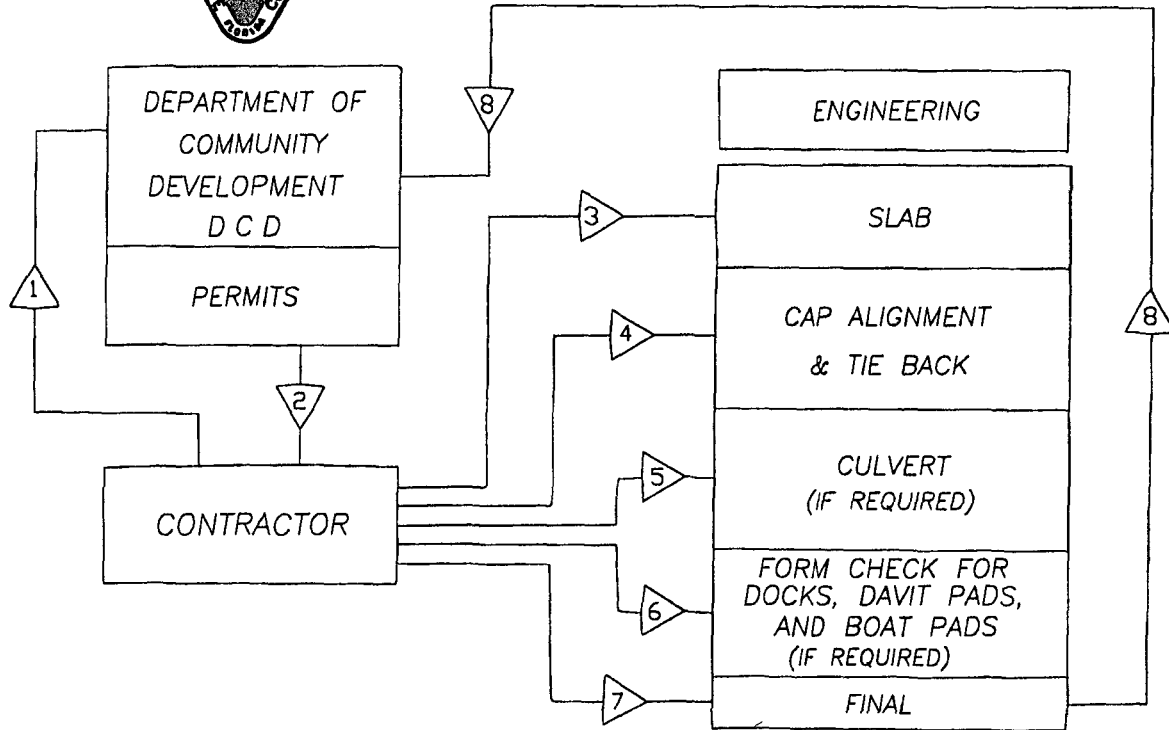 FLORIDA
DEPARTMENT OF
COMMUNITY
DEVELOPMENT
D C D
PERMITS
CONTRACTOR
1
2
8
3
4
5
6
7
8
ENGINEERING
SLAB
CAP ALIGNMENT
& TIE BACK
CULVERT
(IF REQUIRED)
FORM CHECK FOR
DOCKS, DAVIT PADS,
AND BOAT PADS
(IF REQUIRED)
FINAL